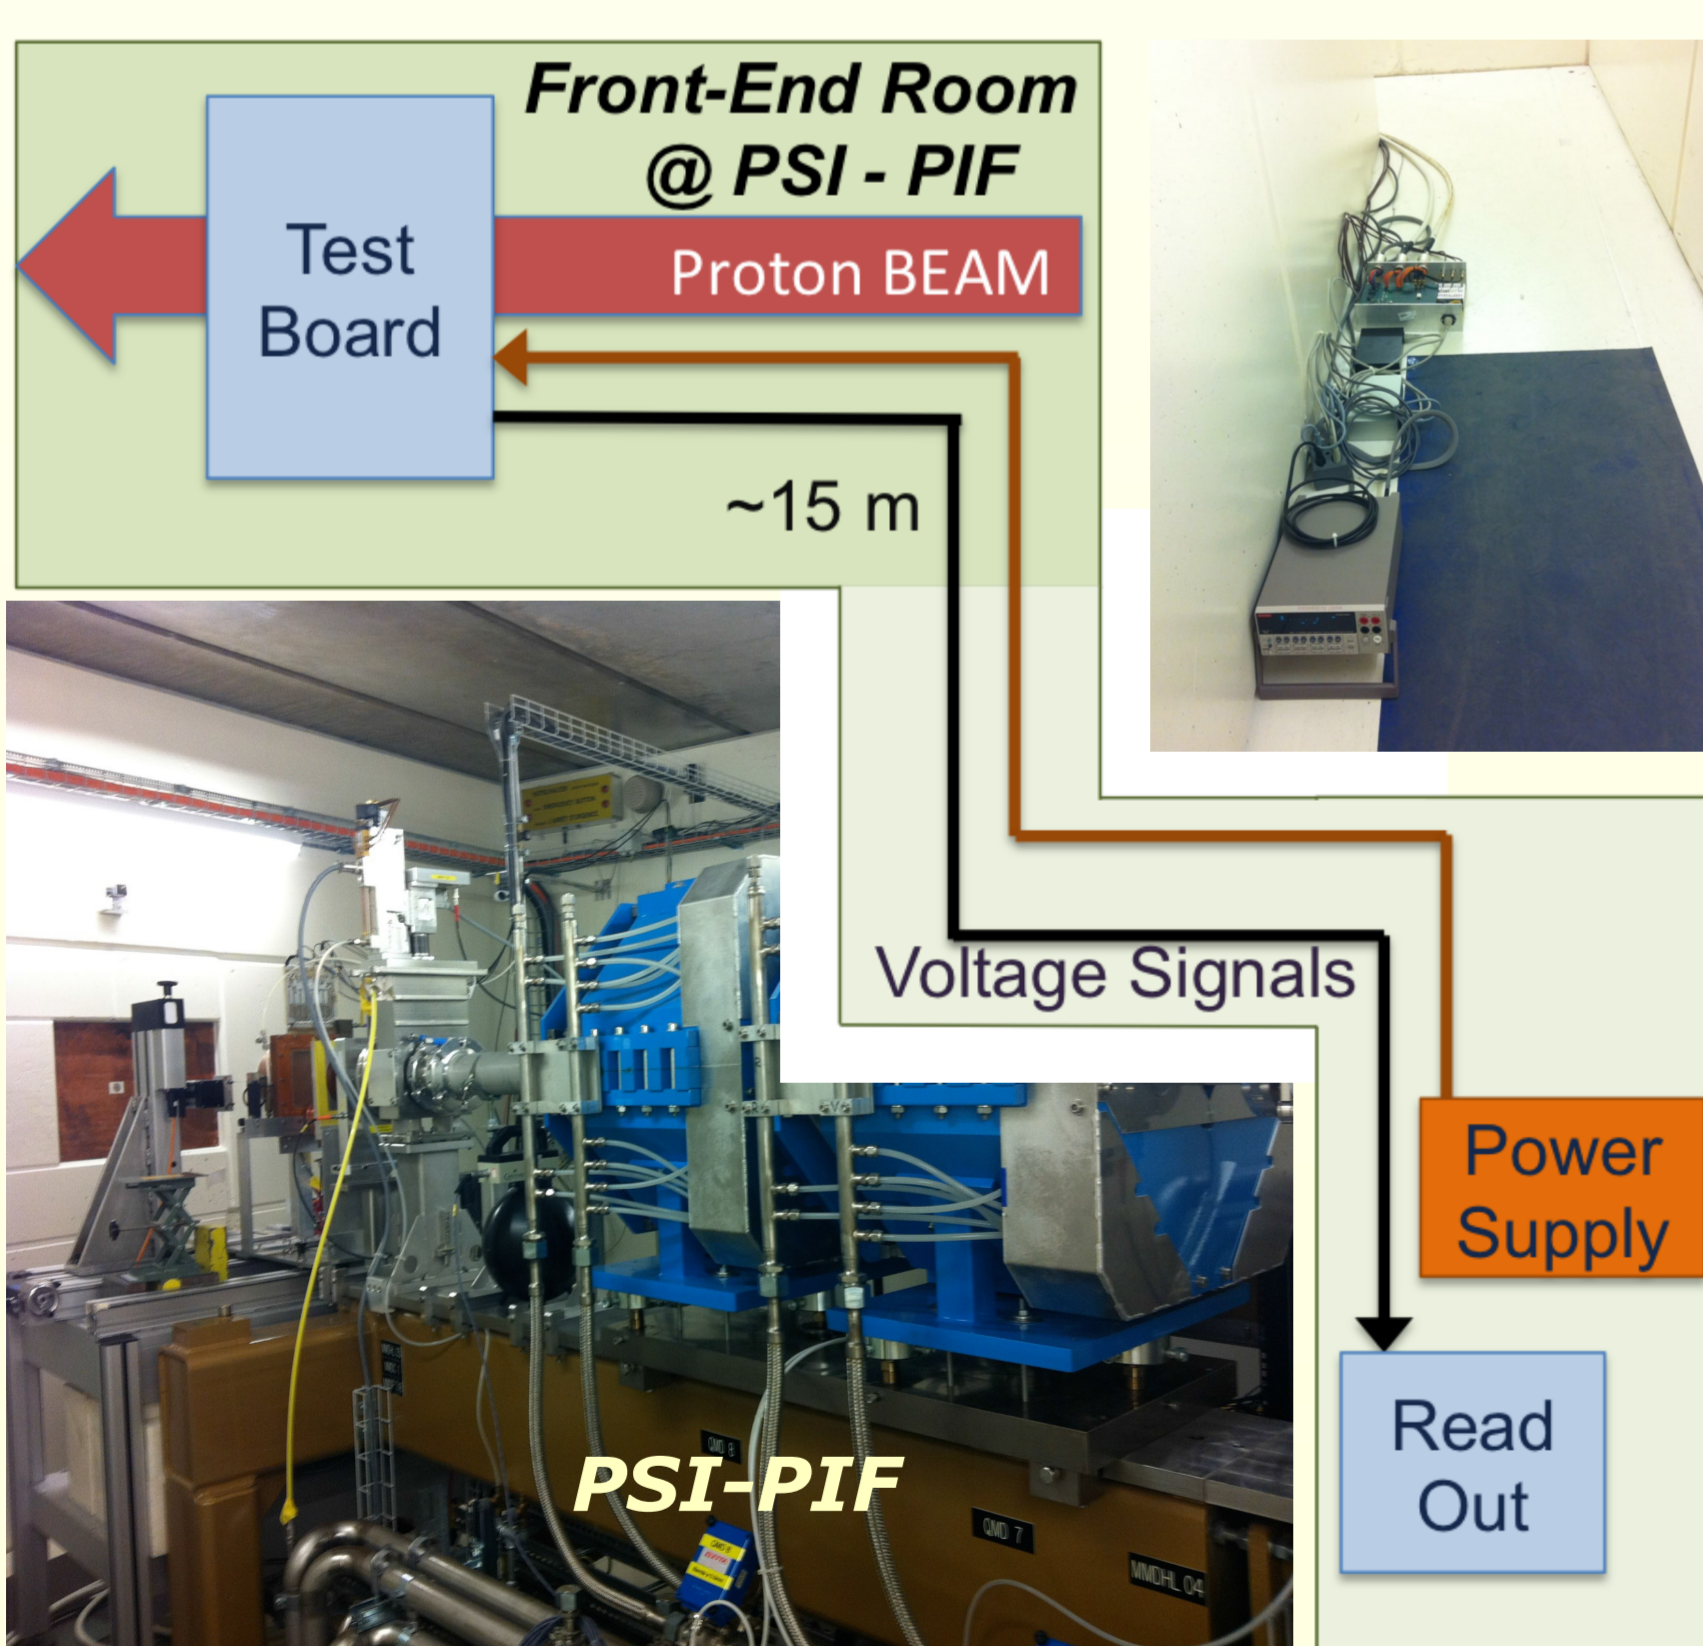 Front-End Room
@ PSI - PIF
Test
Board
Proton BEAM
~15 m
Voltage Signals
Power
Supply
Read
Out
PSI-PIF
QMD 8
QMD 7
MMDHL 04